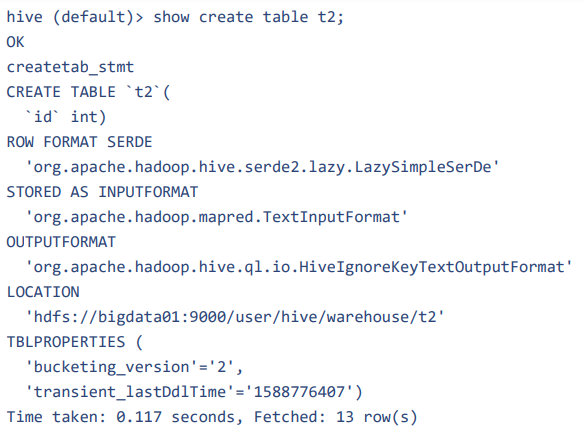 hive (default)> show create table t2;
OK
createtab_stmt
CREATE TABLE `t2`(
  `id` int)
ROW FORMAT SERDE
  'org.apache.hadoop.hive.serde2.lazy.LazySimpleSerDe'
STORED AS INPUTFORMAT
  'org.apache.hadoop.mapred.TextInputFormat'
OUTPUTFORMAT
  'org.apache.hadoop.hive.ql.io.HiveIgnoreKeyTextOutputFormat'
LOCATION
  'hdfs://bigdata01:9000/user/hive/warehouse/t2'
TBLPROPERTIES (
  'bucketing_version'='2',
  'transient_lastDdlTime'='1588776407')
Time taken: 0.117 seconds, Fetched: 13 row(s)